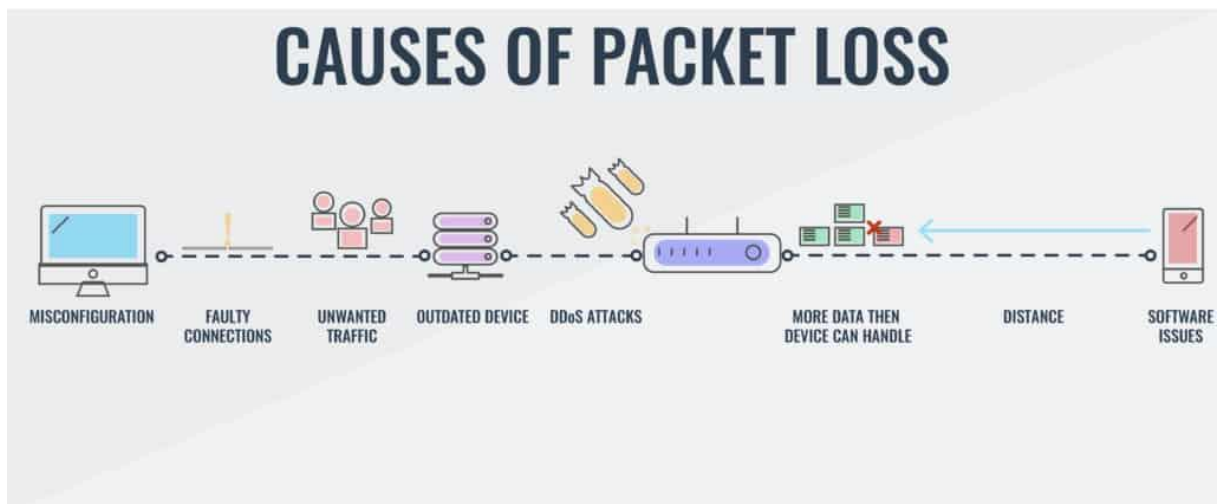 CAUSES OF PACKET LOSS
MISCONFIGURATION
FAULTY
CONNECTIONS
UNWANTED
TRAFFIC
OUTDATED DEVICE
DDoS ATTACKS
MORE DATA THEN
DEVICE CAN HANDLE
DISTANCE
SOFTWARE
ISSUES